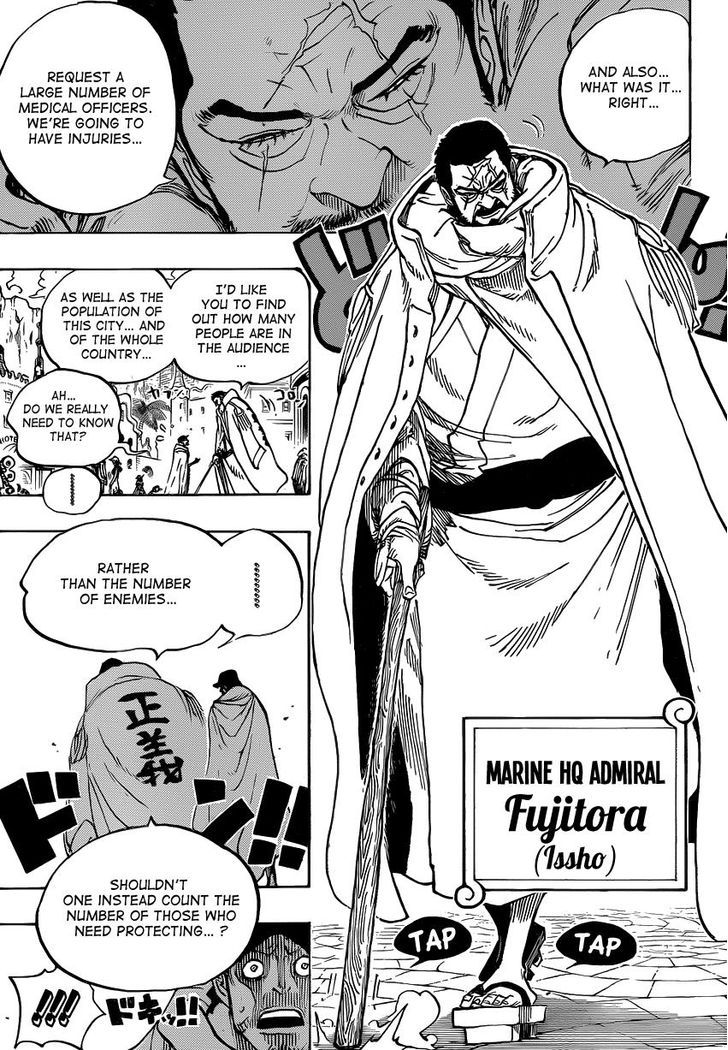 AND ALSO...
WHAT WAS IT...
RIGHT...
REQUEST A
LARGE NUMBER OF
MEDICAL OFFICERS.
WE'RE GOING TO
HAVE INJURIES...
ど
ん!!
I'D LIKE
YOU TO FIND
OUT HOW MANY
PEOPLE ARE IN
THE AUDIENCE
...
AS WELL AS THE
POPULATION OF
THIS CITY... AND
OF THE WHOLE
COUNTRY...
AH...
DO WE REALLY
NEED TO KNOW
THAT?
RATHER
THAN THE NUMBER
OF ENEMIES...
正義
ドン!!
MARINE HQ ADMIRAL
Fujitora
(Issho)
SHOULDN'T
ONE INSTEAD COUNT THE
NUMBER OF THOSE WHO
NEED PROTECTING... ?
TAP
TAP
ドキッ!!
!!!